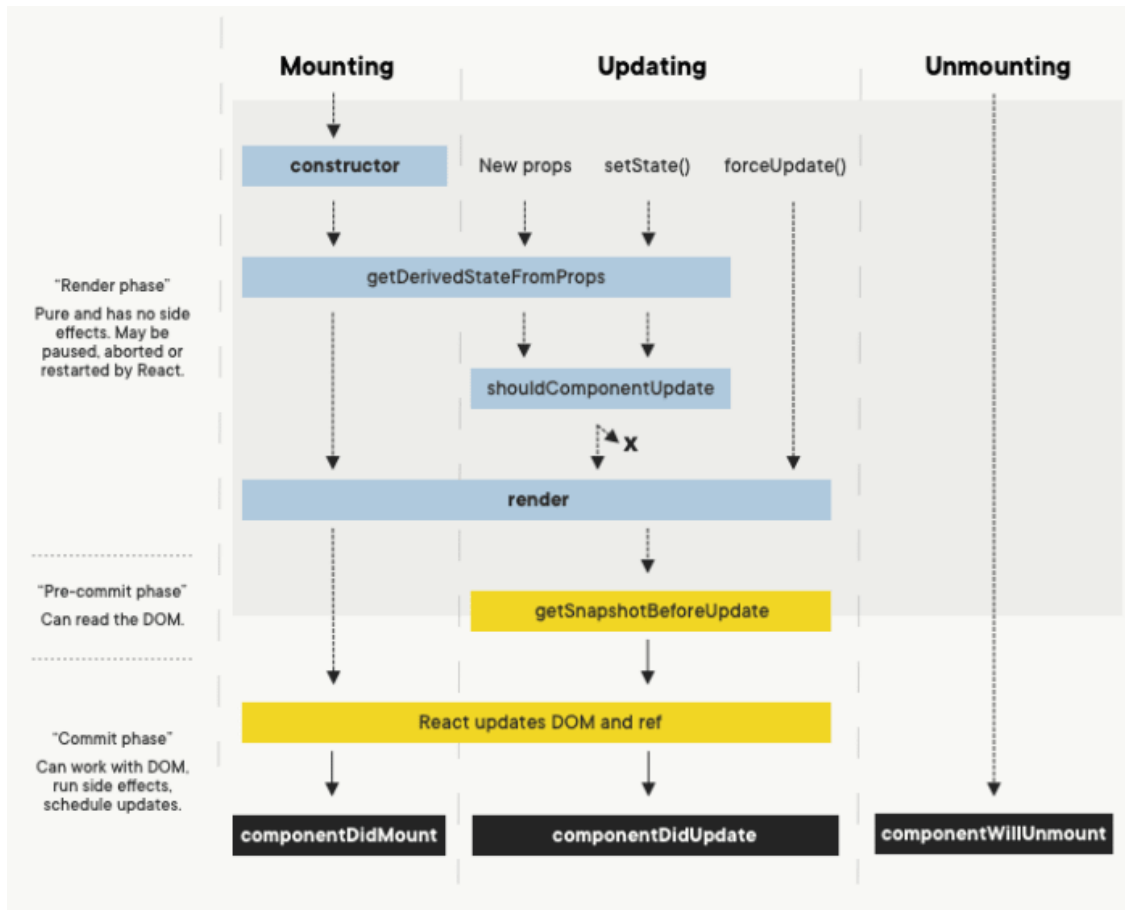 Mounting
Updating
Unmounting
constructor
New props
setState()
forceUpdate()
getDerivedStateFromProps
“Render phase”
Pure and has no side
effects. May be
paused, aborted or
restarted by React.
shouldComponentUpdate
X
render
“Pre-commit phase”
Can read the DOM.
getSnapshotBeforeUpdate
React updates DOM and ref
“Commit phase”
Can work with DOM,
run side effects,
schedule updates.
componentDidMount
componentDidUpdate
componentWillUnmount